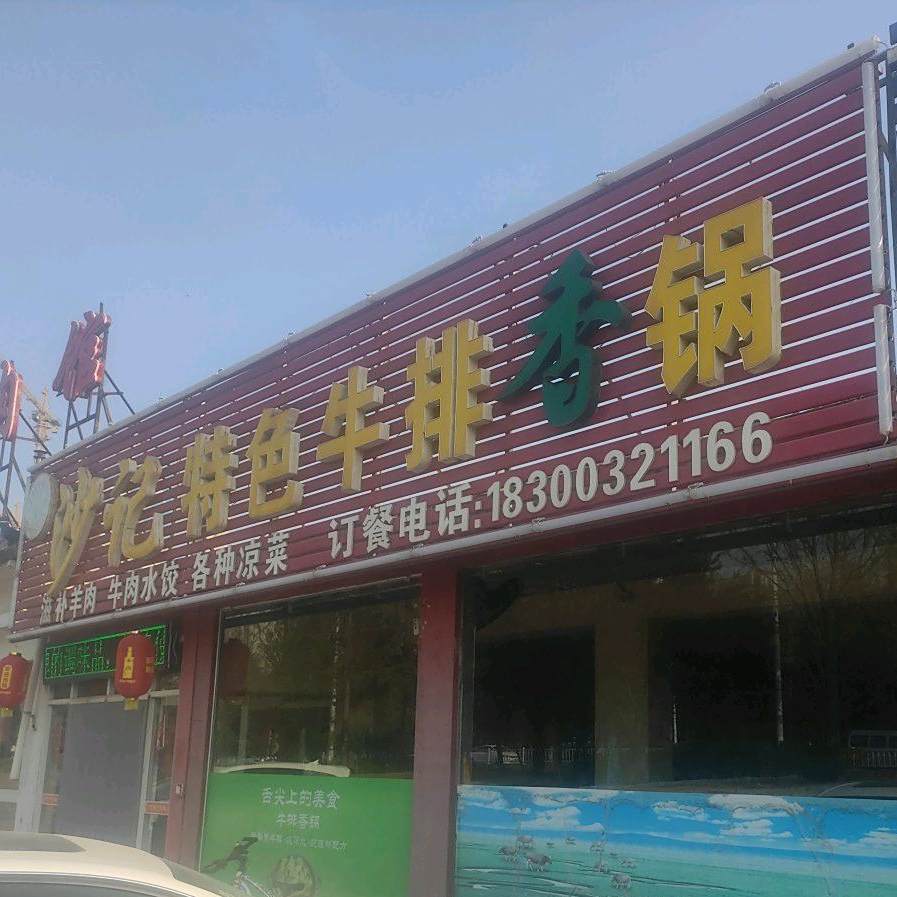 沙记特色牛排香锅
滋补羊肉 牛肉水饺 各种凉菜 订餐电话:18300321166
舌尖上的美食
牛排香锅